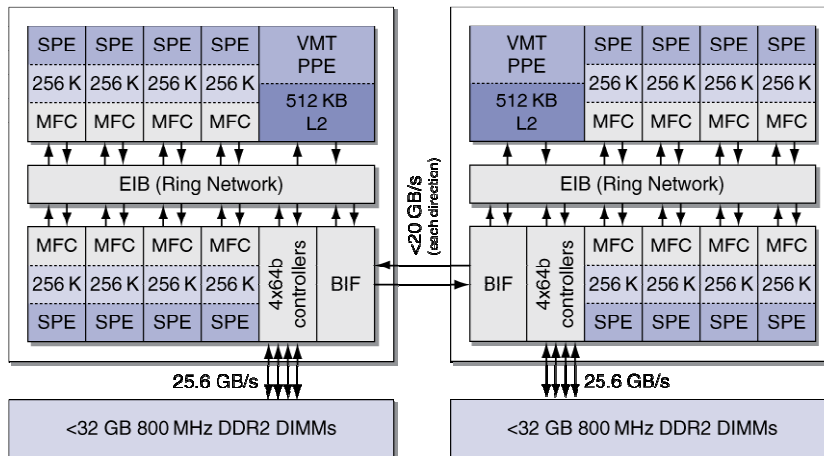 SPE SPE SPE SPE VMT PPE
256 K 256 K 256 K 256 K 512 KB L2
MFC MFC MFC MFC
EIB (Ring Network)
MFC MFC MFC MFC 4x64b controllers BIF
256 K 256 K 256 K 256 K
SPE SPE SPE SPE
25.6 GB/s
<32 GB 800 MHz DDR2 DIMMs
<20 GB/s
(each direction)
VMT PPE SPE SPE SPE SPE
512 KB L2 256 K 256 K 256 K 256 K
MFC MFC MFC MFC
EIB (Ring Network)
BIF 4x64b controllers MFC MFC MFC MFC
256 K 256 K 256 K 256 K
SPE SPE SPE SPE
25.6 GB/s
<32 GB 800 MHz DDR2 DIMMs